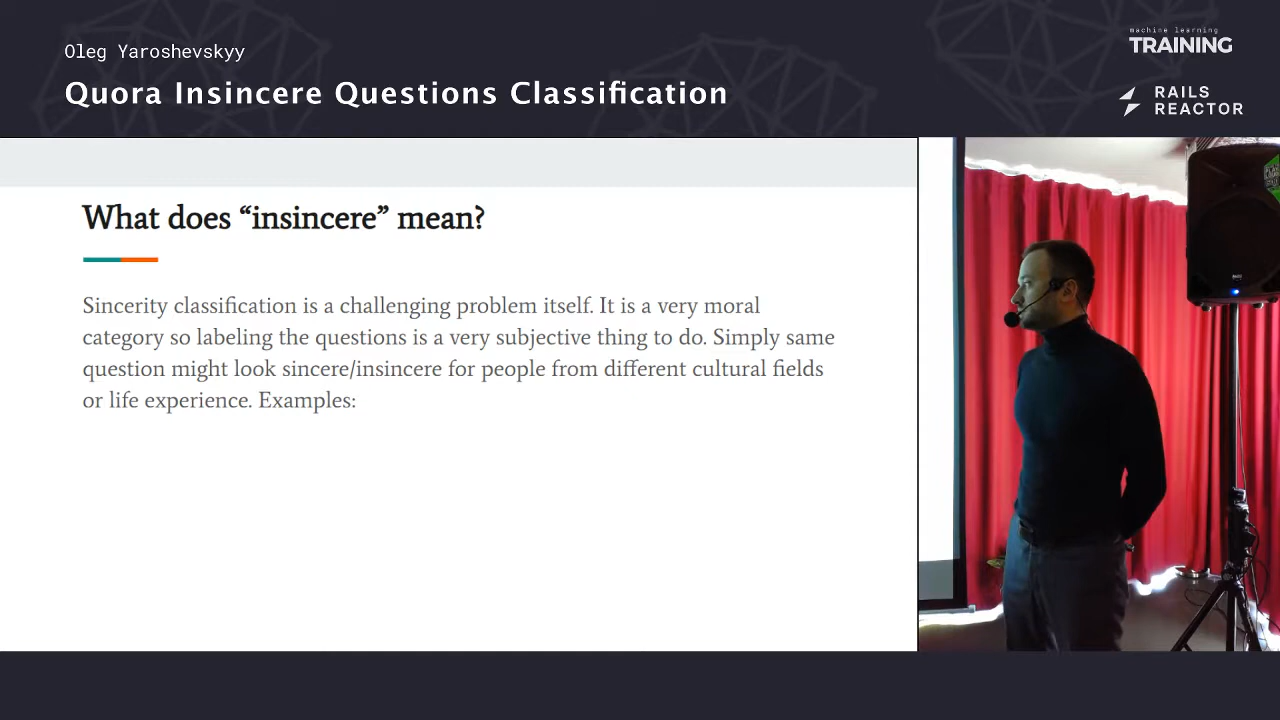 Oleg Yaroshevskyy
Quora Insincere Questions Classification
machine learning
TRAINING
RAILS
REACTOR
What does “insincere” mean?
Sincerity classification is a challenging problem itself. It is a very moral
category so labeling the questions is a very subjective thing to do. Simply same
question might look sincere/insincere for people from different cultural fields
or life experience. Examples: